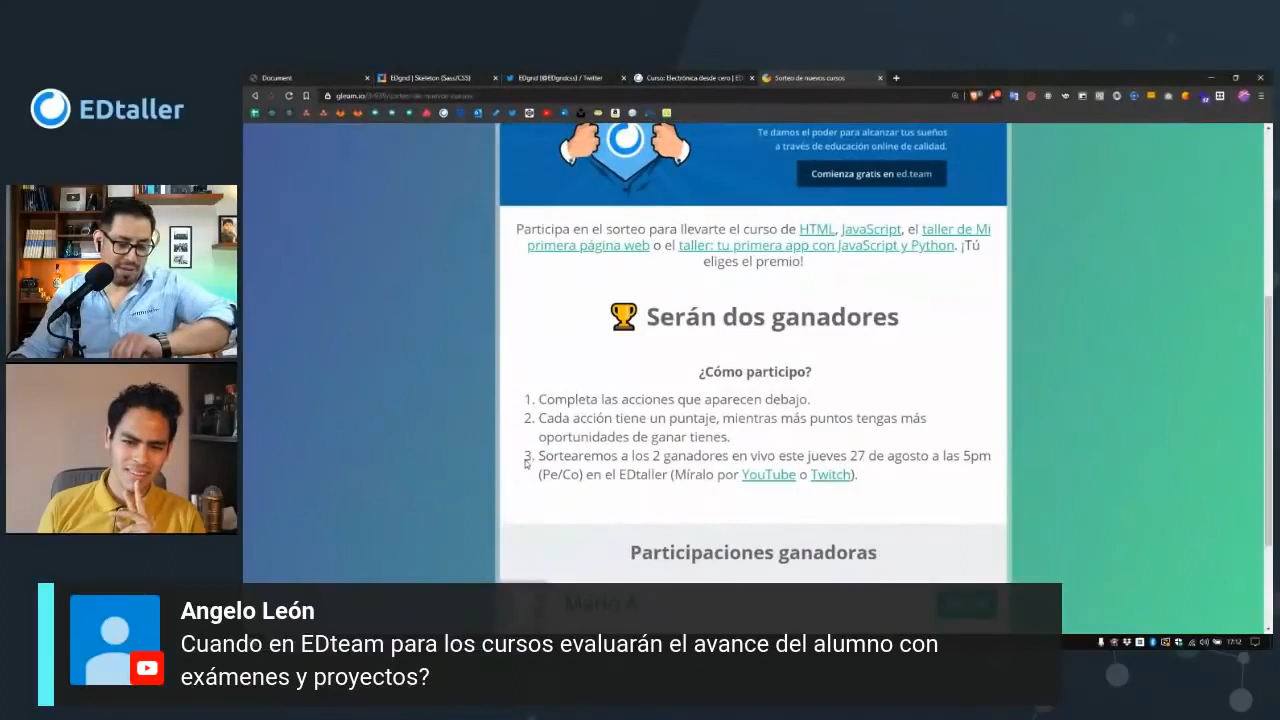 EDtaller
Document
EDgrid | Skeleton (Sass/CSS)
EDgrid (@EDgridcss) / Twitter
Curso: Electrónica desde cero | ED
Sorteo de nuevos cursos
Te damos el poder para alcanzar tus sueños
a través de educación online de calidad.
Comienza gratis en ed.team
Participa en el sorteo para llevarte el curso de HTML, JavaScript, el taller de Mi
primera página web o el taller: tu primera app con JavaScript y Python. ¡Tú
eliges el premio!
Serán dos ganadores
¿Cómo participo?
1. Completa las acciones que aparecen debajo.
2. Cada acción tiene un puntaje, mientras más puntos tengas más
oportunidades de ganar tienes.
3. Sortearemos a los 2 ganadores en vivo este jueves 27 de agosto a las 5pm
(Pe/Co) en el EDtaller (Míralo por YouTube o Twitch).
Participaciones ganadoras
Mario A
17:12
Angelo León
Cuando en EDteam para los cursos evaluarán el avance del alumno con
exámenes y proyectos?